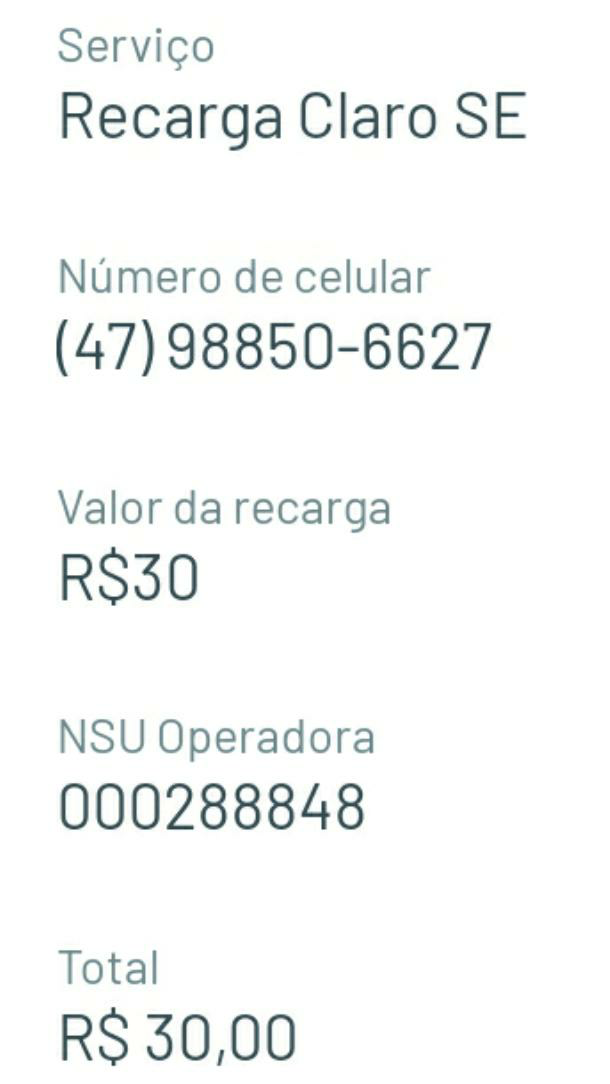 Serviço
Recarga Claro SE
Número de celular
(47) 98850-6627
Valor da recarga
R$30
NSU Operadora
000288848
Total
R$ 30,00